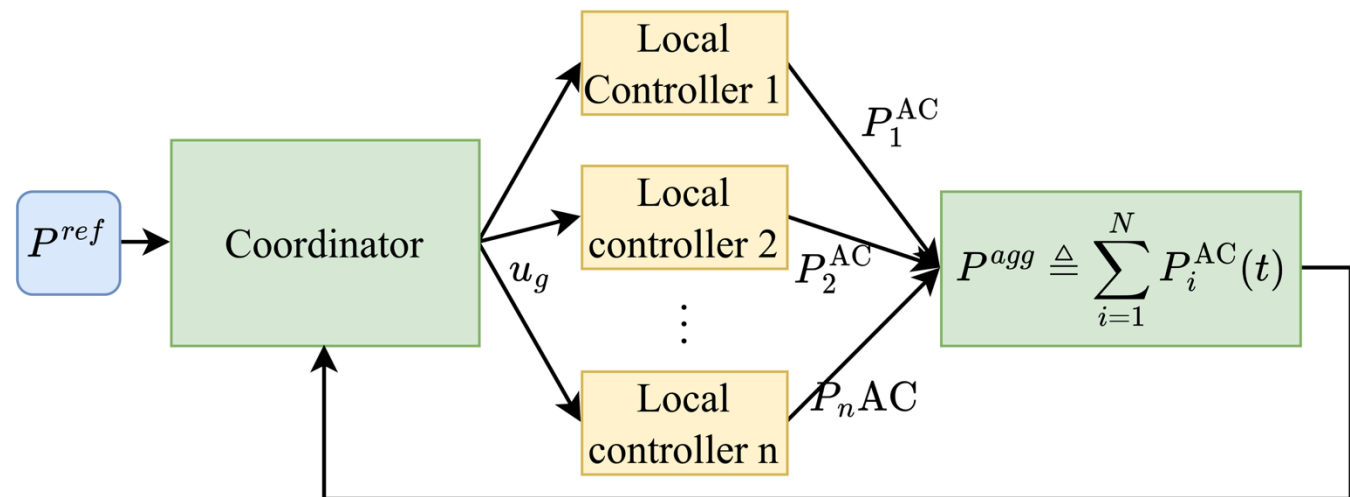 Local
Controller 1
P_1^{AC}
P^{ref}
Coordinator
Local
controller 2
u_g
P_2^{AC}
⋮
P^{agg} ≜ \sum_{i=1}^{N} P_i^{AC}(t)
Local
controller n
P_nAC